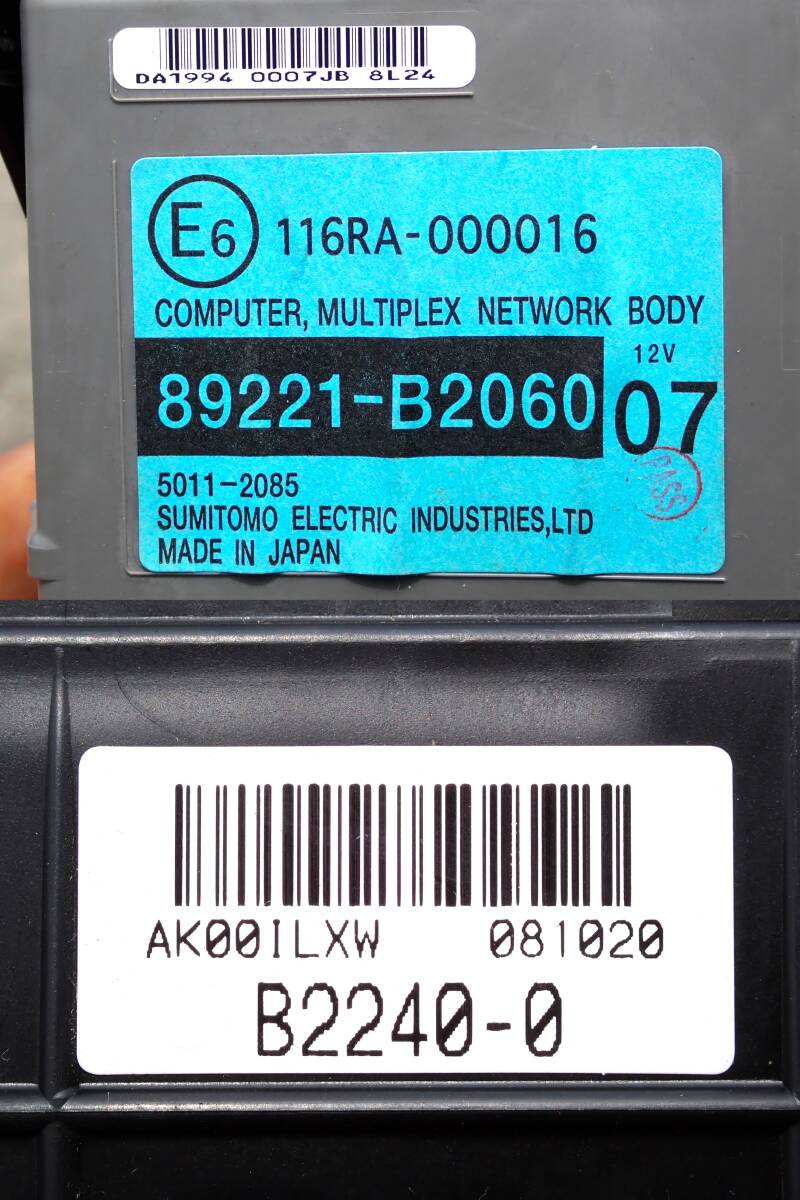 DA1994 0007JB 8L24
E6 116RA-000016
COMPUTER, MULTIPLEX NETWORK BODY
12V
89221-B2060 07
PASS
5011-2085
SUMITOMO ELECTRIC INDUSTRIES,LTD
MADE IN JAPAN
AK00ILXW 081020
B2240-0